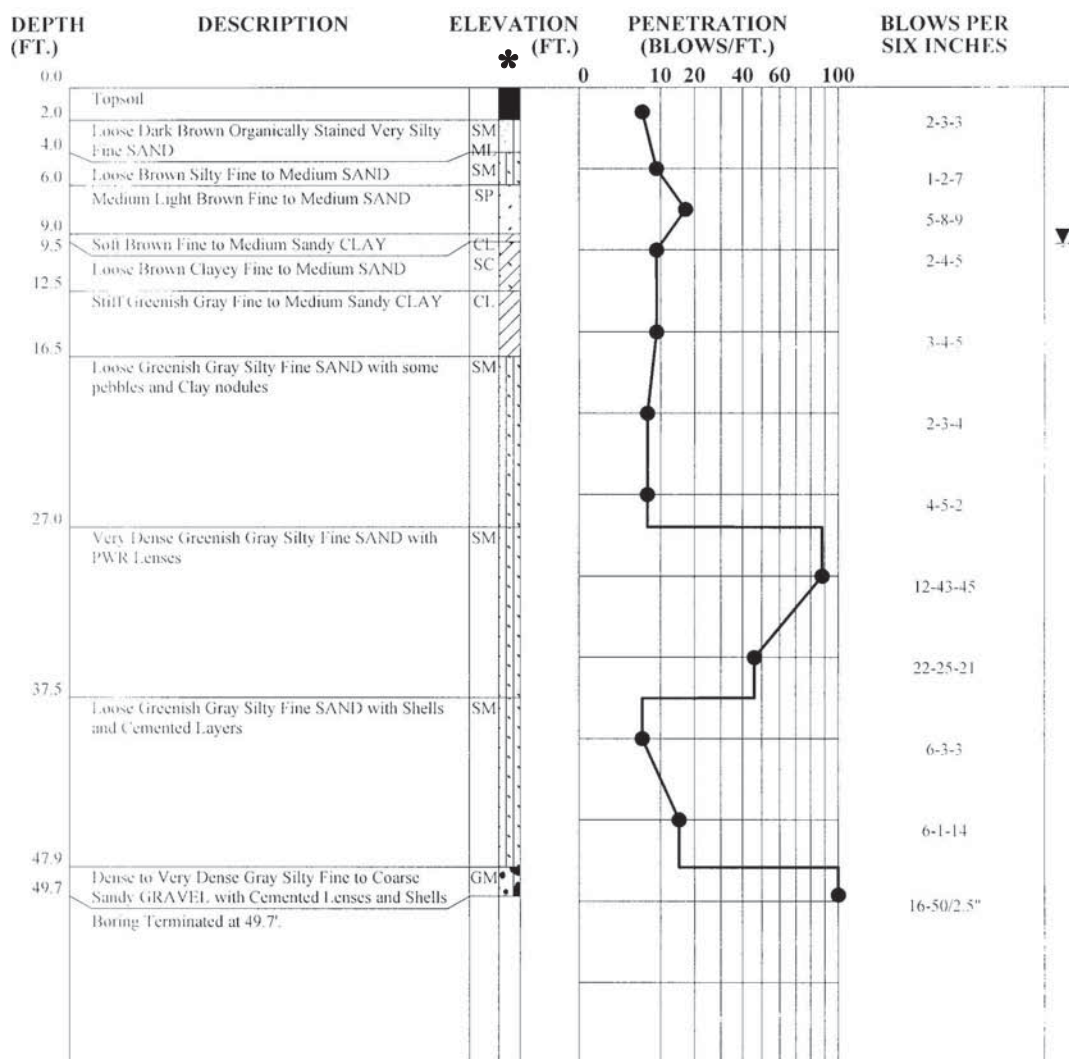 DEPTH DESCRIPTION ELEVATION PENETRATION BLOWS PER
(FT.) (FT.) (BLOWS/FT.) SIX INCHES
*
0.0 0 10 20 40 60 100
Topsoil
2.0 2-3-3
Loose Dark Brown Organically Stained Very Silty SM
4.0 Fine SAND ML
1-2-7
6.0 Loose Brown Silty Fine to Medium SAND SM
Medium Light Brown Fine to Medium SAND SP
9.0 5-8-9
9.5 Soft Brown Fine to Medium Sandy CLAY CL
2-4-5
Loose Brown Clayey Fine to Medium SAND SC
12.5
Stiff Greenish Gray Fine to Medium Sandy CLAY CL
16.5 3-4-5
Loose Greenish Gray Silty Fine SAND with some SM
pebbles and Clay nodules
2-3-4
4-5-2
27.0
Very Dense Greenish Gray Silty Fine SAND with SM
PWR Lenses
12-43-45
22-25-21
37.5
Loose Greenish Gray Silty Fine SAND with Shells SM
and Cemented Layers
6-3-3
6-1-14
47.9
Dense to Very Dense Gray Silty Fine to Coarse GM
49.7 Sandy GRAVEL with Cemented Lenses and Shells
16-50/2.5"
Boring Terminated at 49.7'.